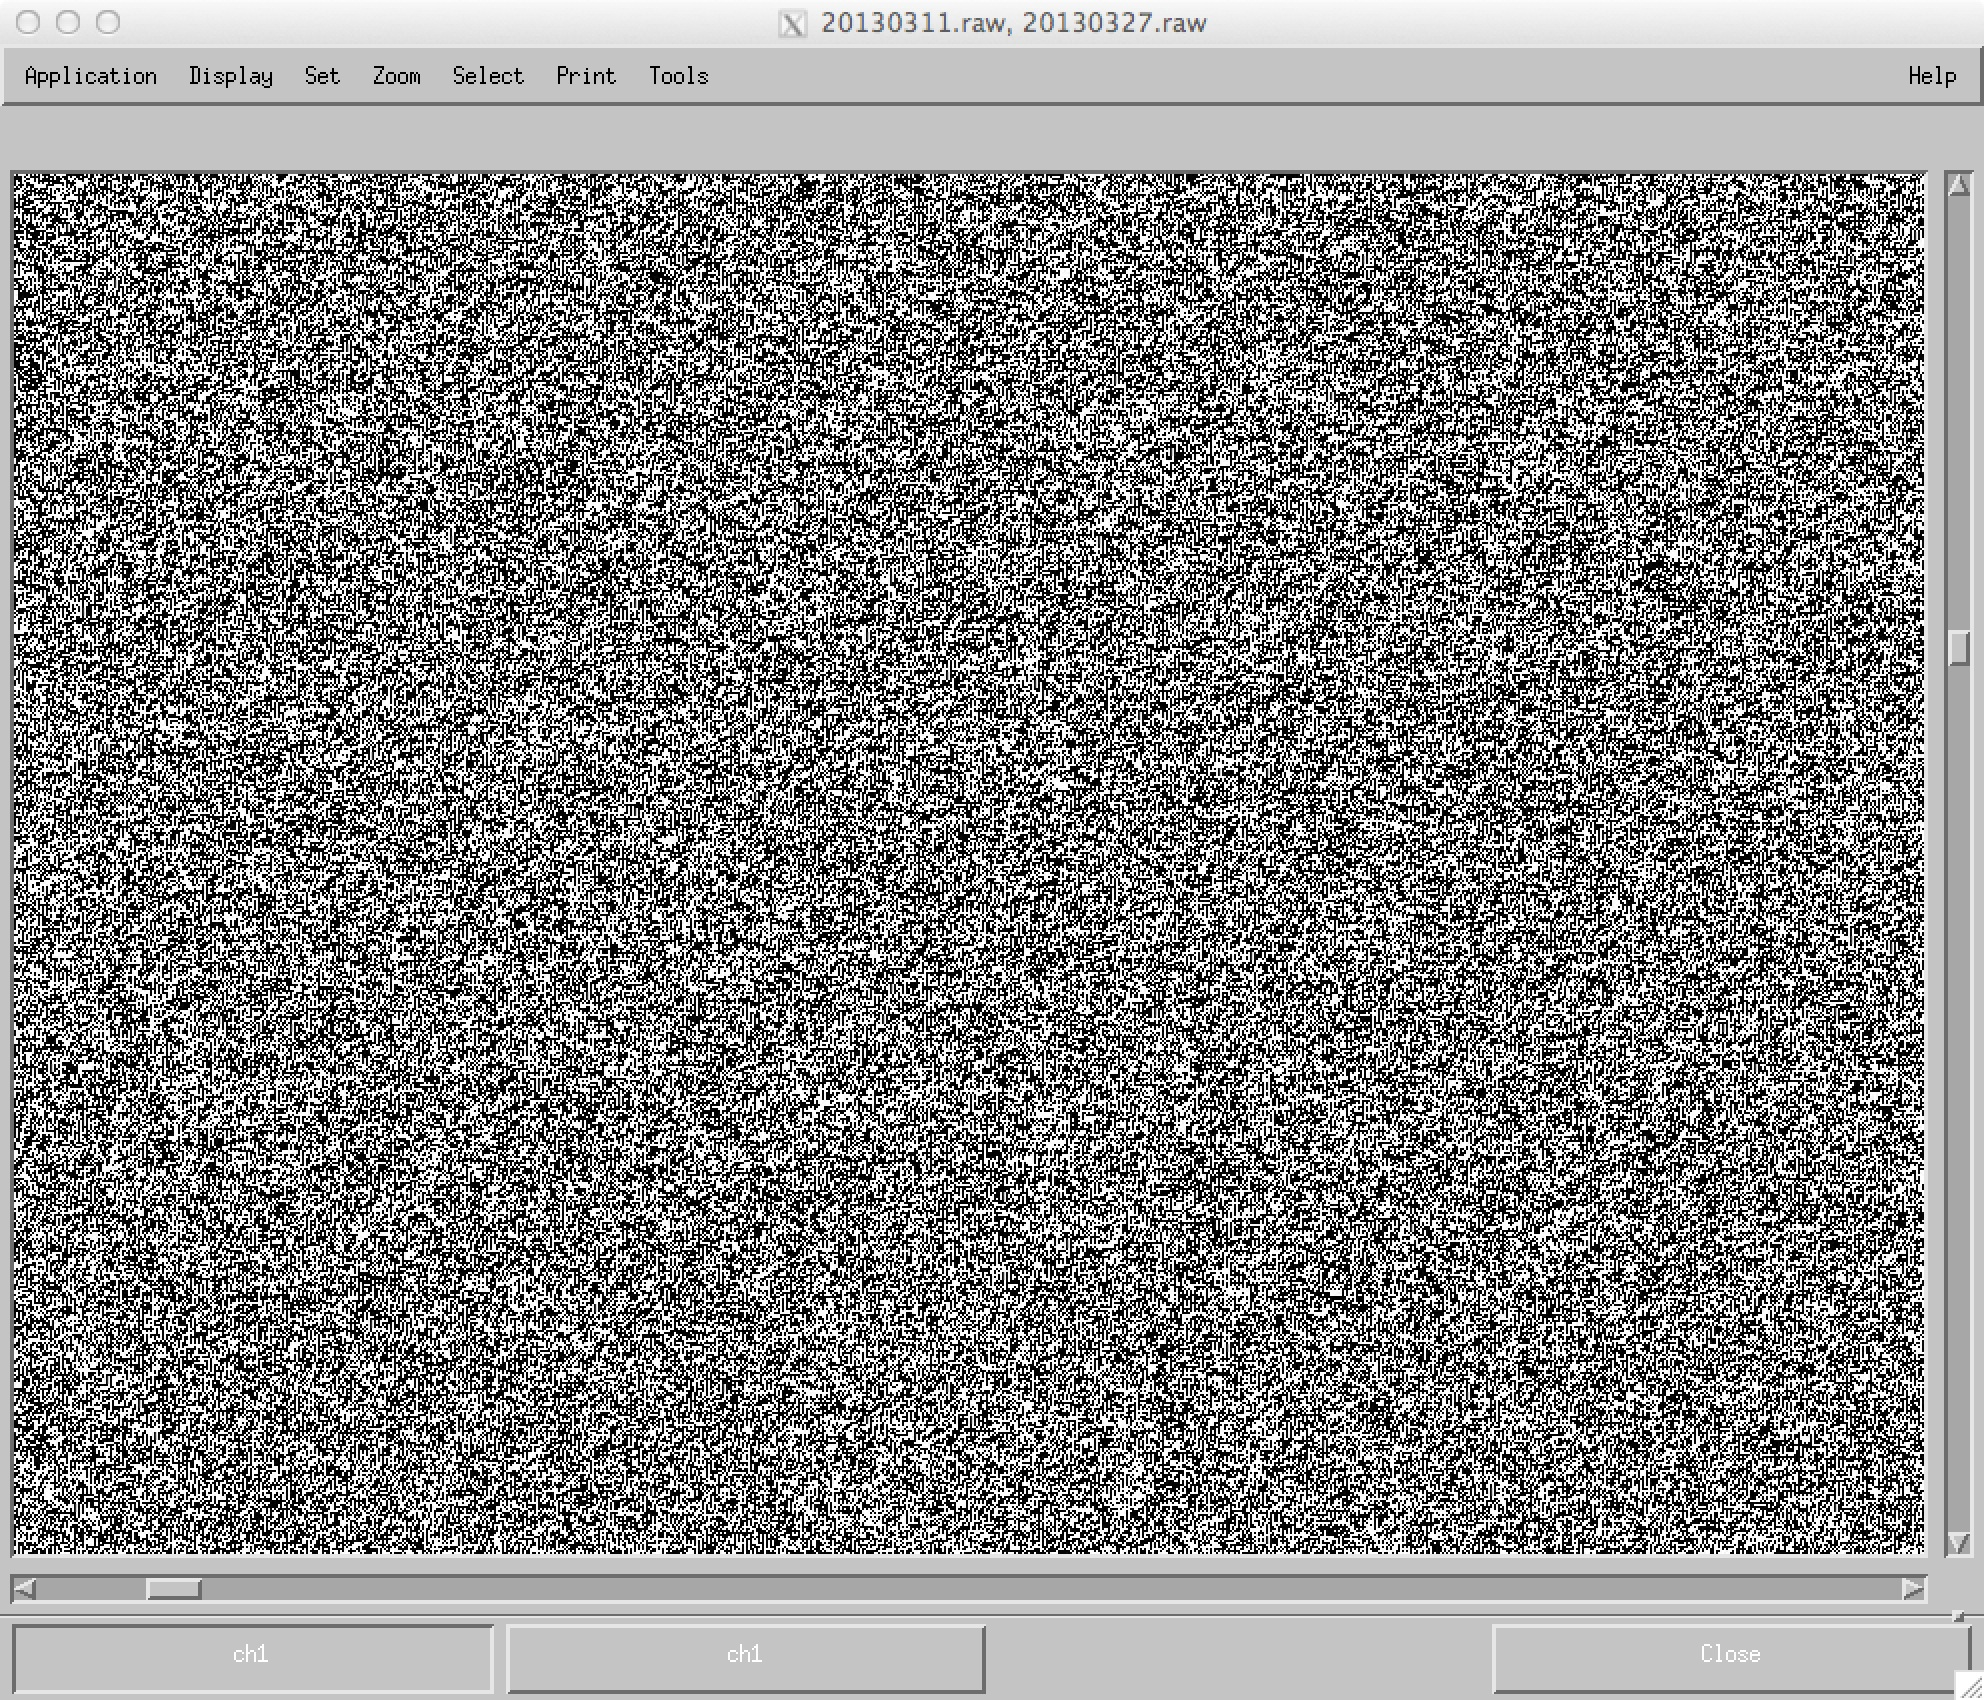 20130311.raw, 20130327.raw
Application Display Set Zoom Select Print Tools Help
ch1 ch1 Close